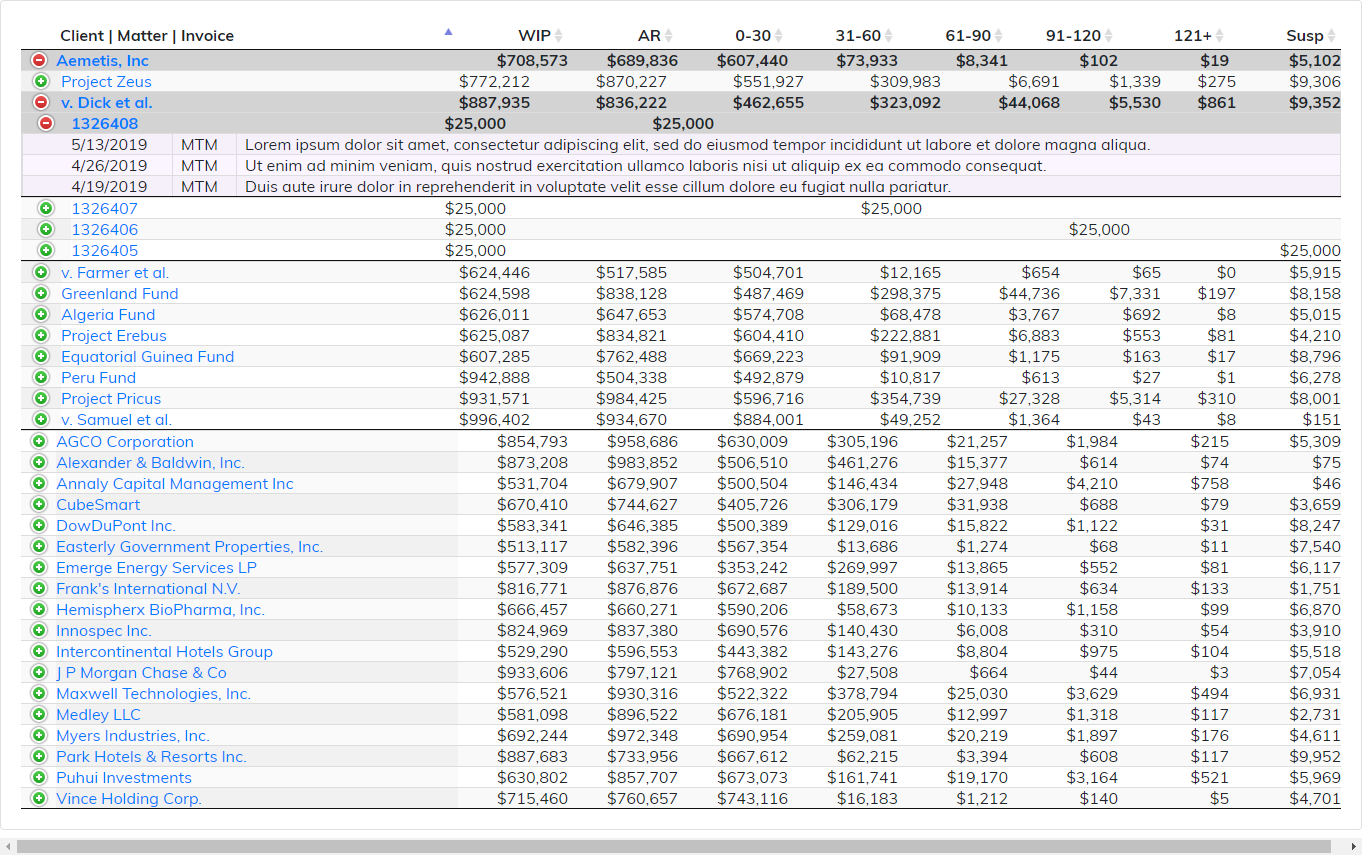 Client | Matter | Invoice WIP AR 0-30 31-60 61-90 91-120 121+ Susp
Aemetis, Inc $708,573 $689,836 $607,440 $73,933 $8,341 $102 $19 $5,102
Project Zeus $772,212 $870,227 $551,927 $309,983 $6,691 $1,339 $275 $9,306
v. Dick et al. $887,935 $836,222 $462,655 $323,092 $44,068 $5,530 $861 $9,352
1326408 $25,000 $25,000
5/13/2019 MTM Lorem ipsum dolor sit amet, consectetur adipiscing elit, sed do eiusmod tempor incididunt ut labore et dolore magna aliqua.
4/26/2019 MTM Ut enim ad minim veniam, quis nostrud exercitation ullamco laboris nisi ut aliquip ex ea commodo consequat.
4/19/2019 MTM Duis aute irure dolor in reprehenderit in voluptate velit esse cillum dolore eu fugiat nulla pariatur.
1326407 $25,000 $25,000
1326406 $25,000 $25,000
1326405 $25,000 $25,000
v. Farmer et al. $624,446 $517,585 $504,701 $12,165 $654 $65 $0 $5,915
Greenland Fund $624,598 $838,128 $487,469 $298,375 $44,736 $7,331 $197 $8,158
Algeria Fund $626,011 $647,653 $574,708 $68,478 $3,767 $692 $8 $5,015
Project Erebus $625,087 $834,821 $604,410 $222,881 $6,883 $553 $81 $4,210
Equatorial Guinea Fund $607,285 $762,488 $669,223 $91,909 $1,175 $163 $17 $8,796
Peru Fund $942,888 $504,338 $492,879 $10,817 $613 $27 $1 $6,278
Project Pricus $931,571 $984,425 $596,716 $354,739 $27,328 $5,314 $310 $8,001
v. Samuel et al. $996,402 $934,670 $884,001 $49,252 $1,364 $43 $8 $151
AGCO Corporation $854,793 $958,686 $630,009 $305,196 $21,257 $1,984 $215 $5,309
Alexander & Baldwin, Inc. $873,208 $983,852 $506,510 $461,276 $15,377 $614 $74 $75
Annaly Capital Management Inc $531,704 $679,907 $500,504 $146,434 $27,948 $4,210 $758 $46
CubeSmart $670,410 $744,627 $405,726 $306,179 $31,938 $688 $79 $3,659
DowDuPont Inc. $583,341 $646,385 $500,389 $129,016 $15,822 $1,122 $31 $8,247
Easterly Government Properties, Inc. $513,117 $582,396 $567,354 $13,686 $1,274 $68 $11 $7,540
Emerge Energy Services LP $577,309 $637,751 $353,242 $269,997 $13,865 $552 $81 $6,117
Frank's International N.V. $816,771 $876,876 $672,687 $189,500 $13,914 $634 $133 $1,751
Hemispherx BioPharma, Inc. $666,457 $660,271 $590,206 $58,673 $10,133 $1,158 $99 $6,870
Innospec Inc. $824,969 $837,380 $690,576 $140,430 $6,008 $310 $54 $3,910
Intercontinental Hotels Group $529,290 $596,553 $443,382 $143,276 $8,804 $975 $104 $5,518
J P Morgan Chase & Co $933,606 $797,121 $768,902 $27,508 $664 $44 $3 $7,054
Maxwell Technologies, Inc. $576,521 $930,316 $522,322 $378,794 $25,030 $3,629 $494 $6,931
Medley LLC $581,098 $896,522 $676,181 $205,905 $12,997 $1,318 $117 $2,731
Myers Industries, Inc. $692,244 $972,348 $690,954 $259,081 $20,219 $1,897 $176 $4,611
Park Hotels & Resorts Inc. $887,683 $733,956 $667,612 $62,215 $3,394 $608 $117 $9,952
Puhui Investments $630,802 $857,707 $673,073 $161,741 $19,170 $3,164 $521 $5,969
Vince Holding Corp. $715,460 $760,657 $743,116 $16,183 $1,212 $140 $5 $4,701